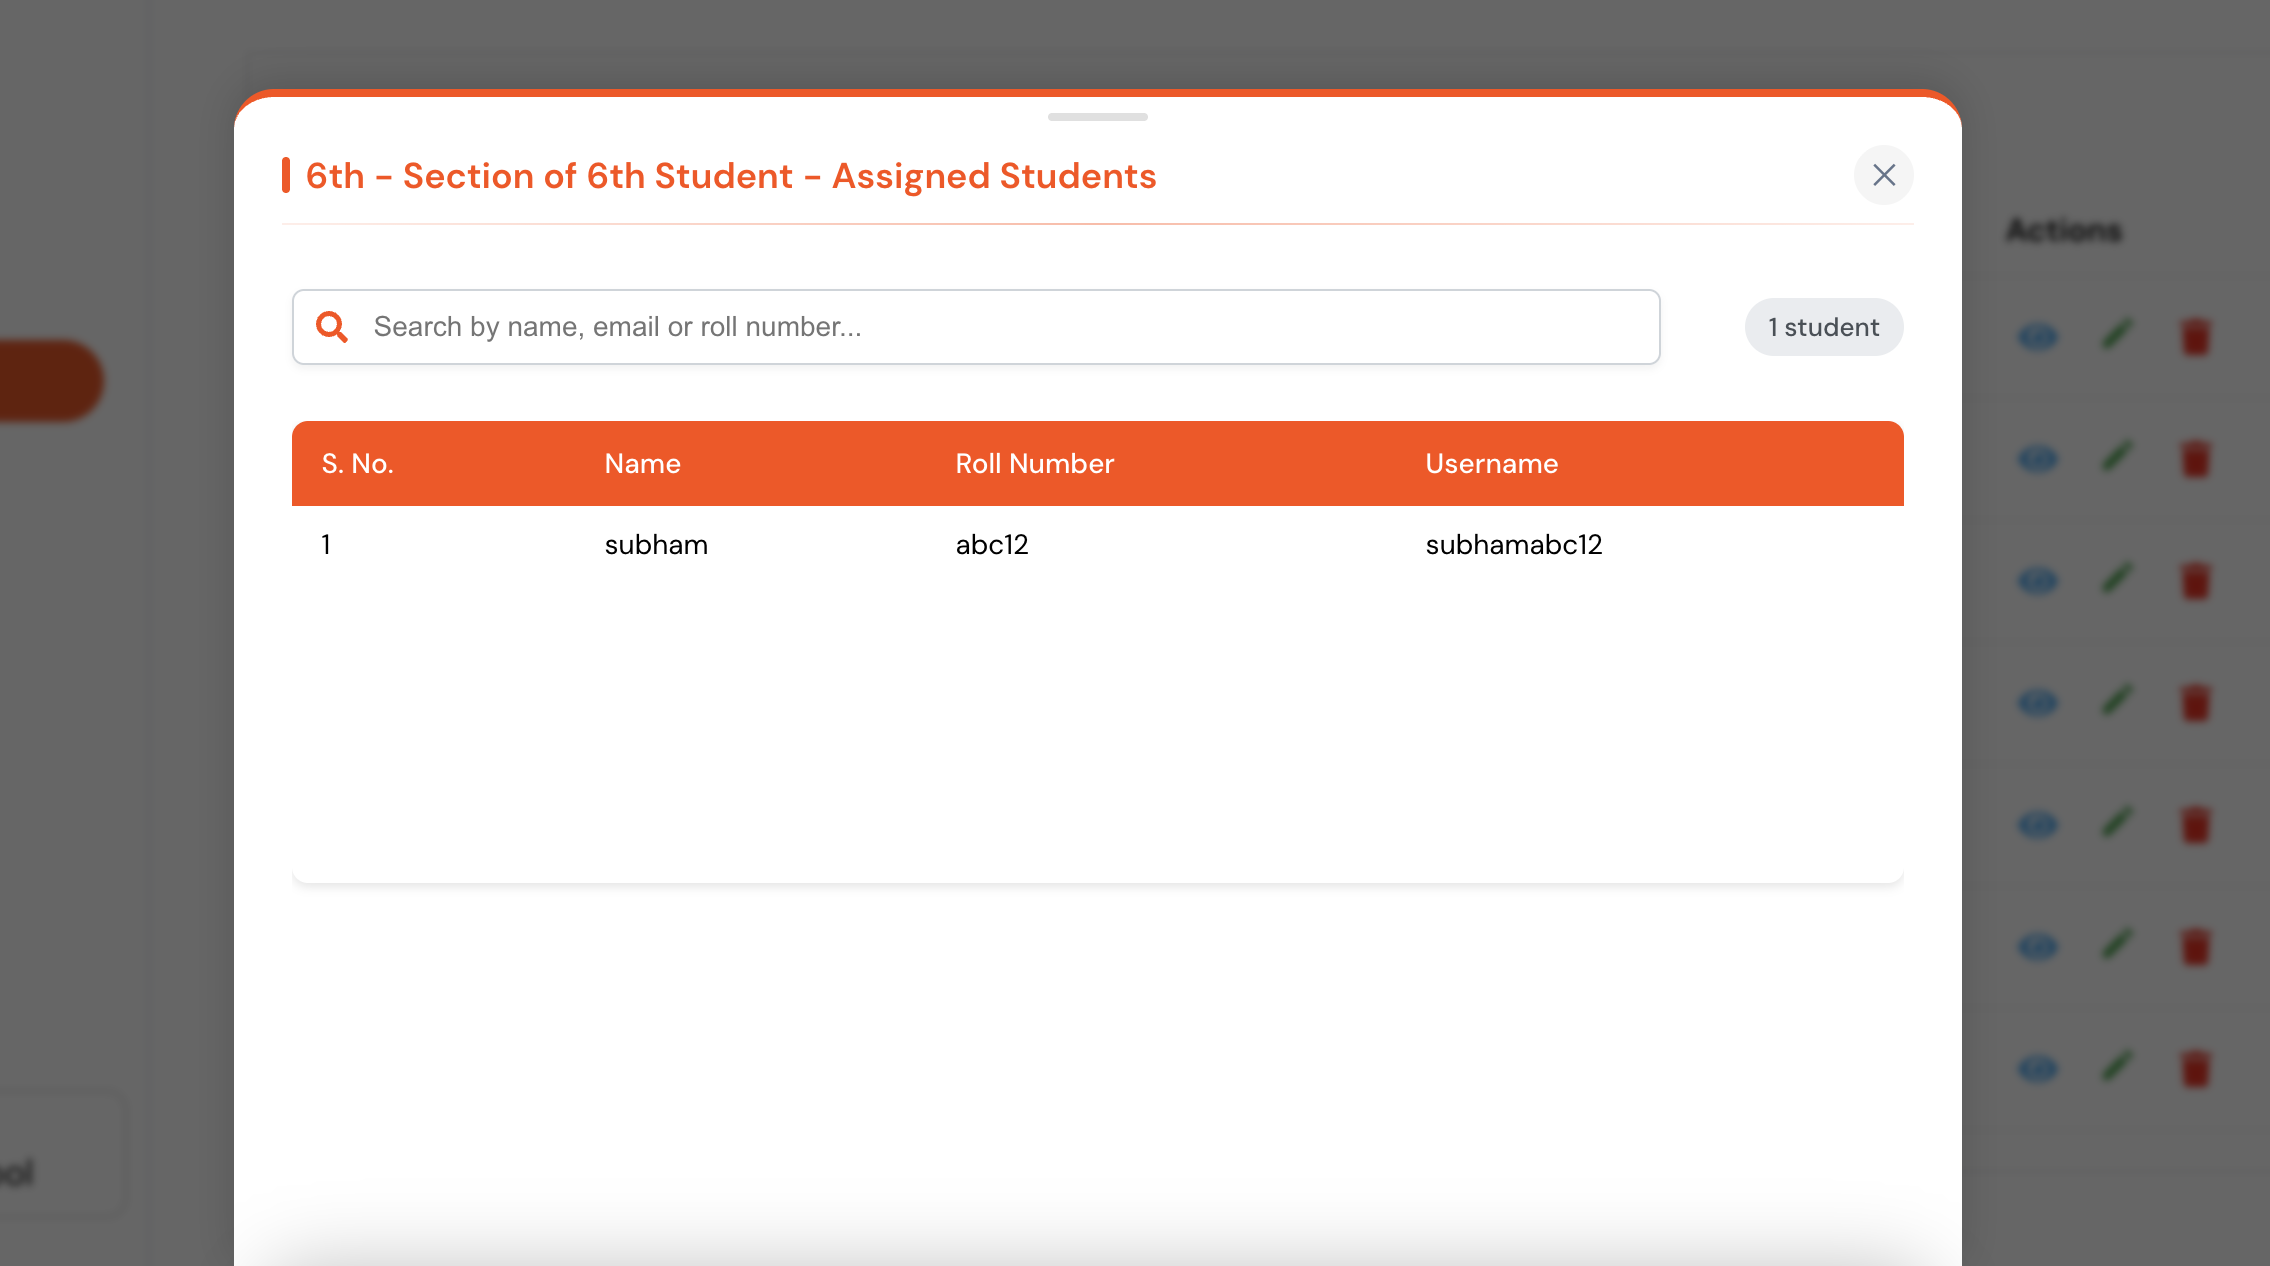 6th - Section of 6th Student - Assigned Students
Actions
Search by name, email or roll number...
1 student
S. No. Name Roll Number Username
1 subham abc12 subhamabc12
ool